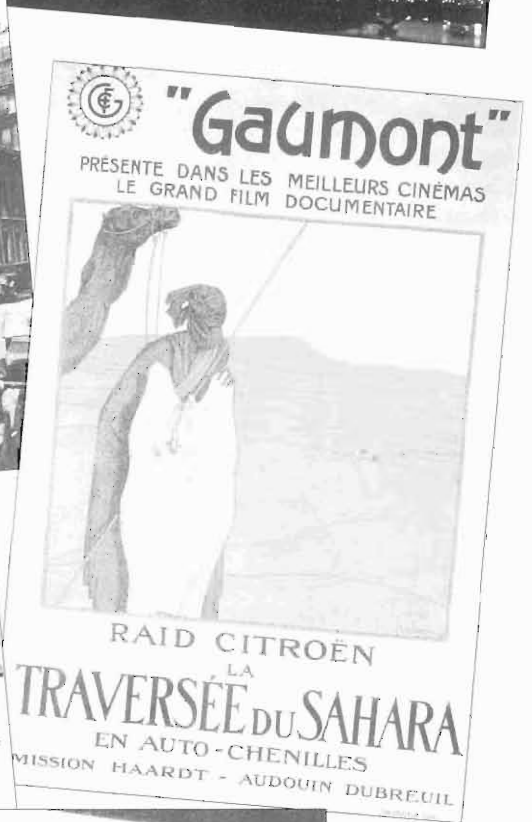 "Gaumont"
PRÉSENTE DANS LES MEILLEURS CINÉMAS
LE GRAND FILM DOCUMENTAIRE
RAID CITROËN
LA
TRAVERSÉE DU SAHARA
EN AUTO-CHENILLES
MISSION HAARDT - AUDOUIN DUBREUIL